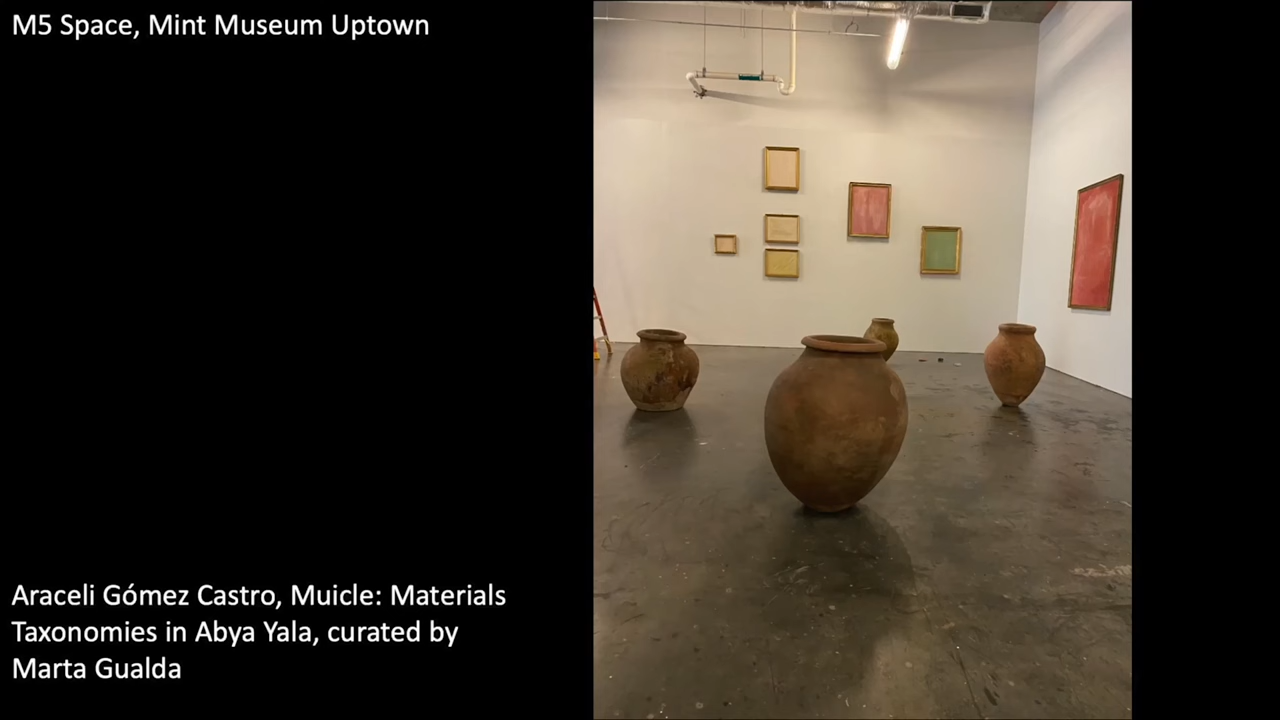 M5 Space, Mint Museum Uptown
Araceli Gómez Castro, Muicle: Materials
Taxonomies in Abya Yala, curated by
Marta Gualda